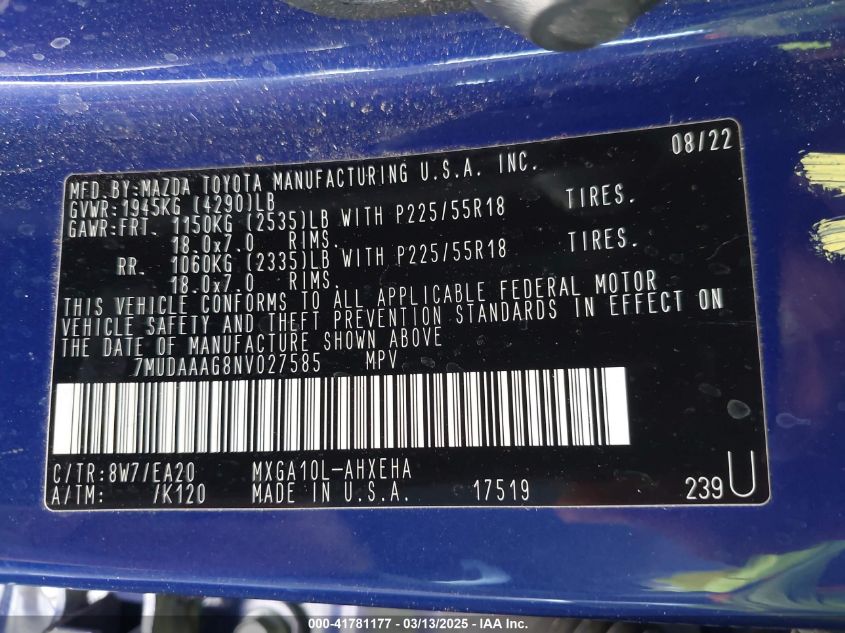 08/22
MFD BY:MAZDA TOYOTA MANUFACTURING U.S.A. INC.
GVWR:1945KG (4290)LB
GAWR:FRT. 1150KG (2535)LB WITH P225/55R18 TIRES.
18.0x7.0 RIMS.
RR. 1060KG (2335)LB WITH P225/55R18 TIRES.
18.0x7.0 RIMS.
THIS VEHICLE CONFORMS TO ALL APPLICABLE FEDERAL MOTOR
VEHICLE SAFETY AND THEFT PREVENTION STANDARDS IN EFFECT ON
THE DATE OF MANUFACTURE SHOWN ABOVE
7MUDAAAG8NV027585 MPV
C/TR:8W7/EA20 MXGA10L-AHXEHA
A/TM: /K120 MADE IN U.S.A. 17519 239U
000-41781177 - 03/13/2025 - IAA Inc.